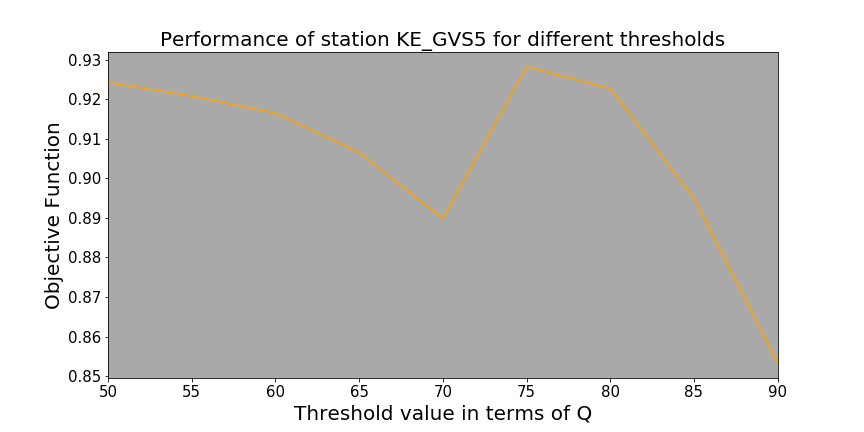 Performance of station KE_GVS5 for different thresholds
0.93
0.92
0.91
0.90
0.89
0.88
0.87
0.86
0.85
Objective Function
50 55 60 65 70 75 80 85 90
Threshold value in terms of Q